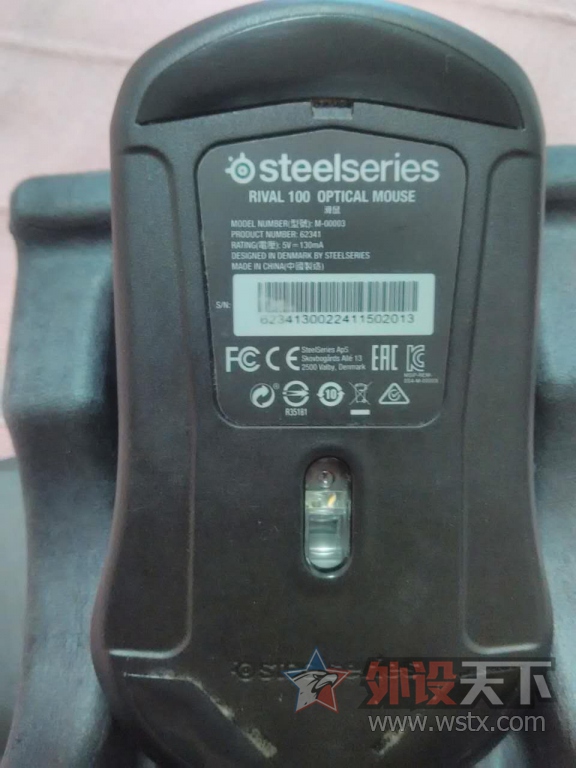 steelseries
RIVAL 100 OPTICAL MOUSE
滑鼠
MODEL NUMBER(型號): M-00003
PRODUCT NUMBER: 62341
RATING(電壓): 5V⎓130mA
DESIGNED IN DENMARK BY STEELSERIES
MADE IN CHINA(中國製造)
S/N:
6234130022411502013
FC CE
SteelSeries ApS
Skovbogårds Allé 13
2500 Valby, Denmark
EAC
10
R35161
steelseries
外设天下
www.wstx.com